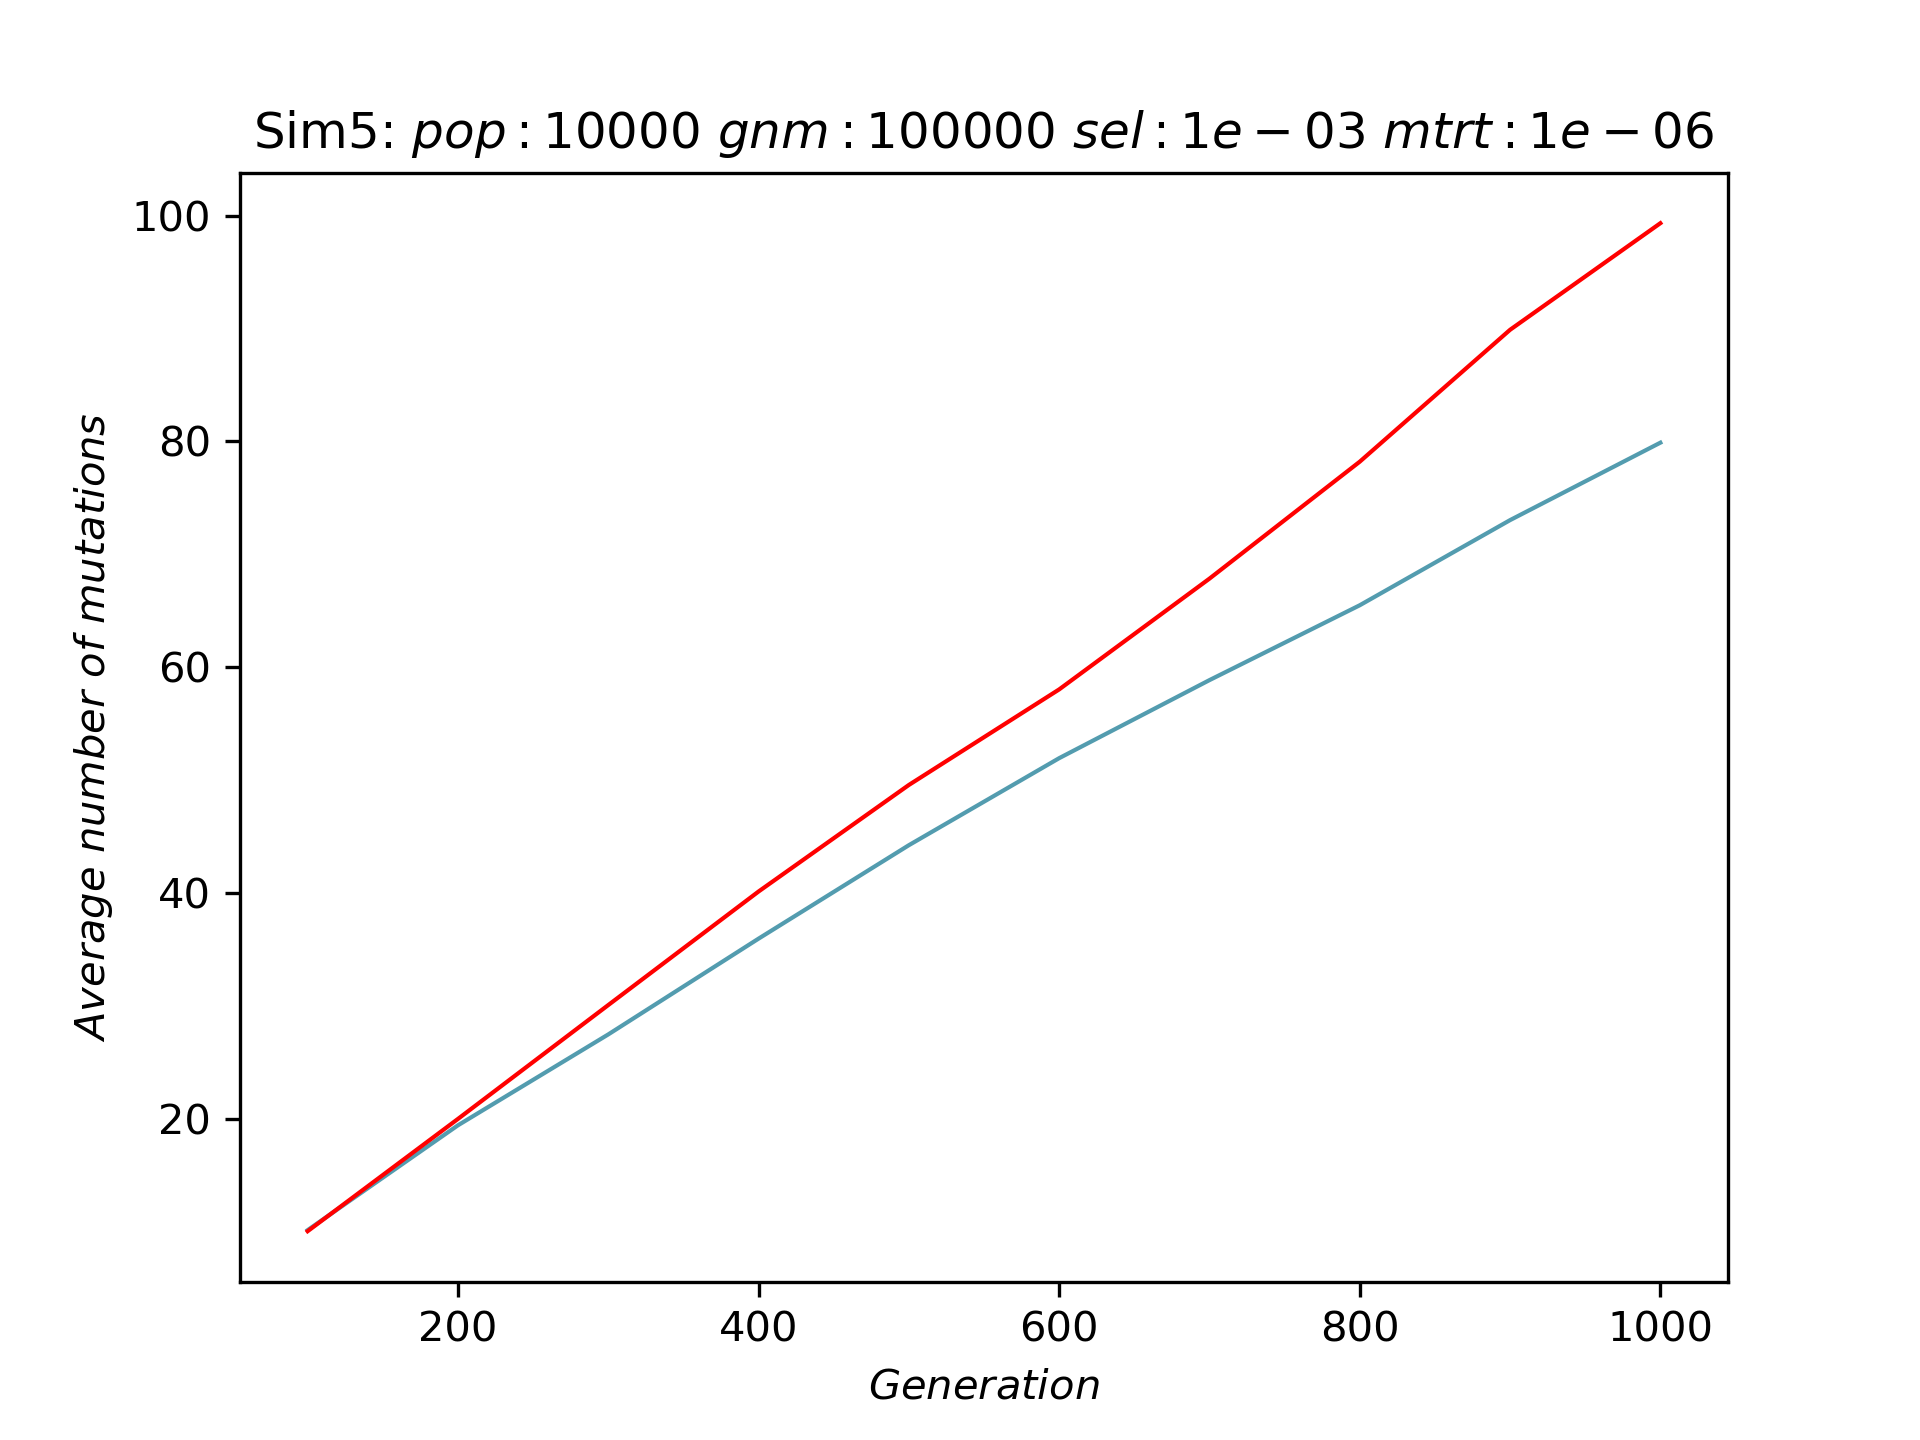 Sim5: pop : 10000 gnm : 100000 sel : 1e − 03 mtrt : 1e − 06
100
80
60
40
20
Average number of mutations
200 400 600 800 1000
Generation